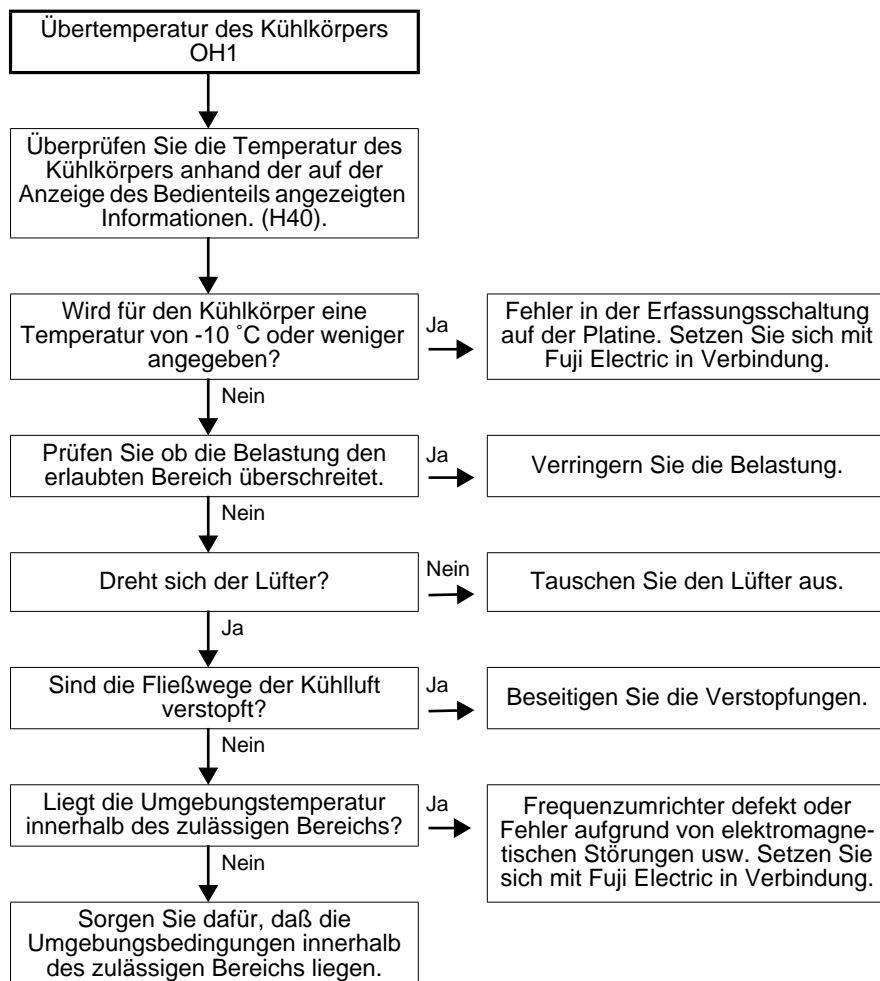 Übertemperatur des Kühlkörpers
OH1
Überprüfen Sie die Temperatur des
Kühlkörpers anhand der auf der
Anzeige des Bedienteils angezeigten
Informationen. (H40).
Wird für den Kühlkörper eine
Temperatur von -10 ˚C oder weniger
angegeben?
Ja
Fehler in der Erfassungsschaltung
auf der Platine. Setzen Sie sich mit
Fuji Electric in Verbindung.
Nein
Prüfen Sie ob die Belastung den
erlaubten Bereich überschreitet.
Ja
Verringern Sie die Belastung.
Nein
Dreht sich der Lüfter?
Nein
Tauschen Sie den Lüfter aus.
Ja
Sind die Fließwege der Kühlluft
verstopft?
Ja
Beseitigen Sie die Verstopfungen.
Nein
Liegt die Umgebungstemperatur
innerhalb des zulässigen Bereichs?
Ja
Frequenzumrichter defekt oder
Fehler aufgrund von elektromagne-
tischen Störungen usw. Setzen Sie
sich mit Fuji Electric in Verbindung.
Nein
Sorgen Sie dafür, daß die
Umgebungsbedingungen innerhalb
des zulässigen Bereichs liegen.